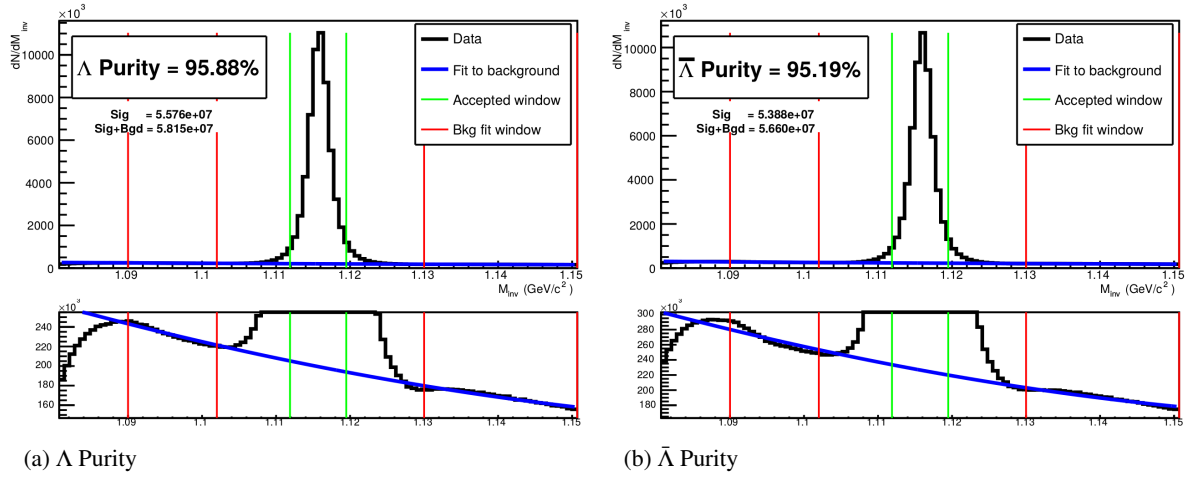 ×10³
dN/dM_inv
Λ Purity = 95.88%
Sig = 5.576e+07
Sig+Bgd = 5.815e+07
Data
Fit to background
Accepted window
Bkg fit window
10000
8000
6000
4000
2000
0
1.09 1.1 1.11 1.12 1.13 1.14 1.15
M_inv (GeV/c²)
×10³
240
220
200
180
160
1.09 1.1 1.11 1.12 1.13 1.14 1.15
(a) Λ Purity
×10³
dN/dM_inv
Λ̅ Purity = 95.19%
Sig = 5.388e+07
Sig+Bgd = 5.660e+07
Data
Fit to background
Accepted window
Bkg fit window
10000
8000
6000
4000
2000
0
1.09 1.1 1.11 1.12 1.13 1.14 1.15
M_inv (GeV/c²)
×10³
300
280
260
240
220
200
180
1.09 1.1 1.11 1.12 1.13 1.14 1.15
(b) Λ̄ Purity